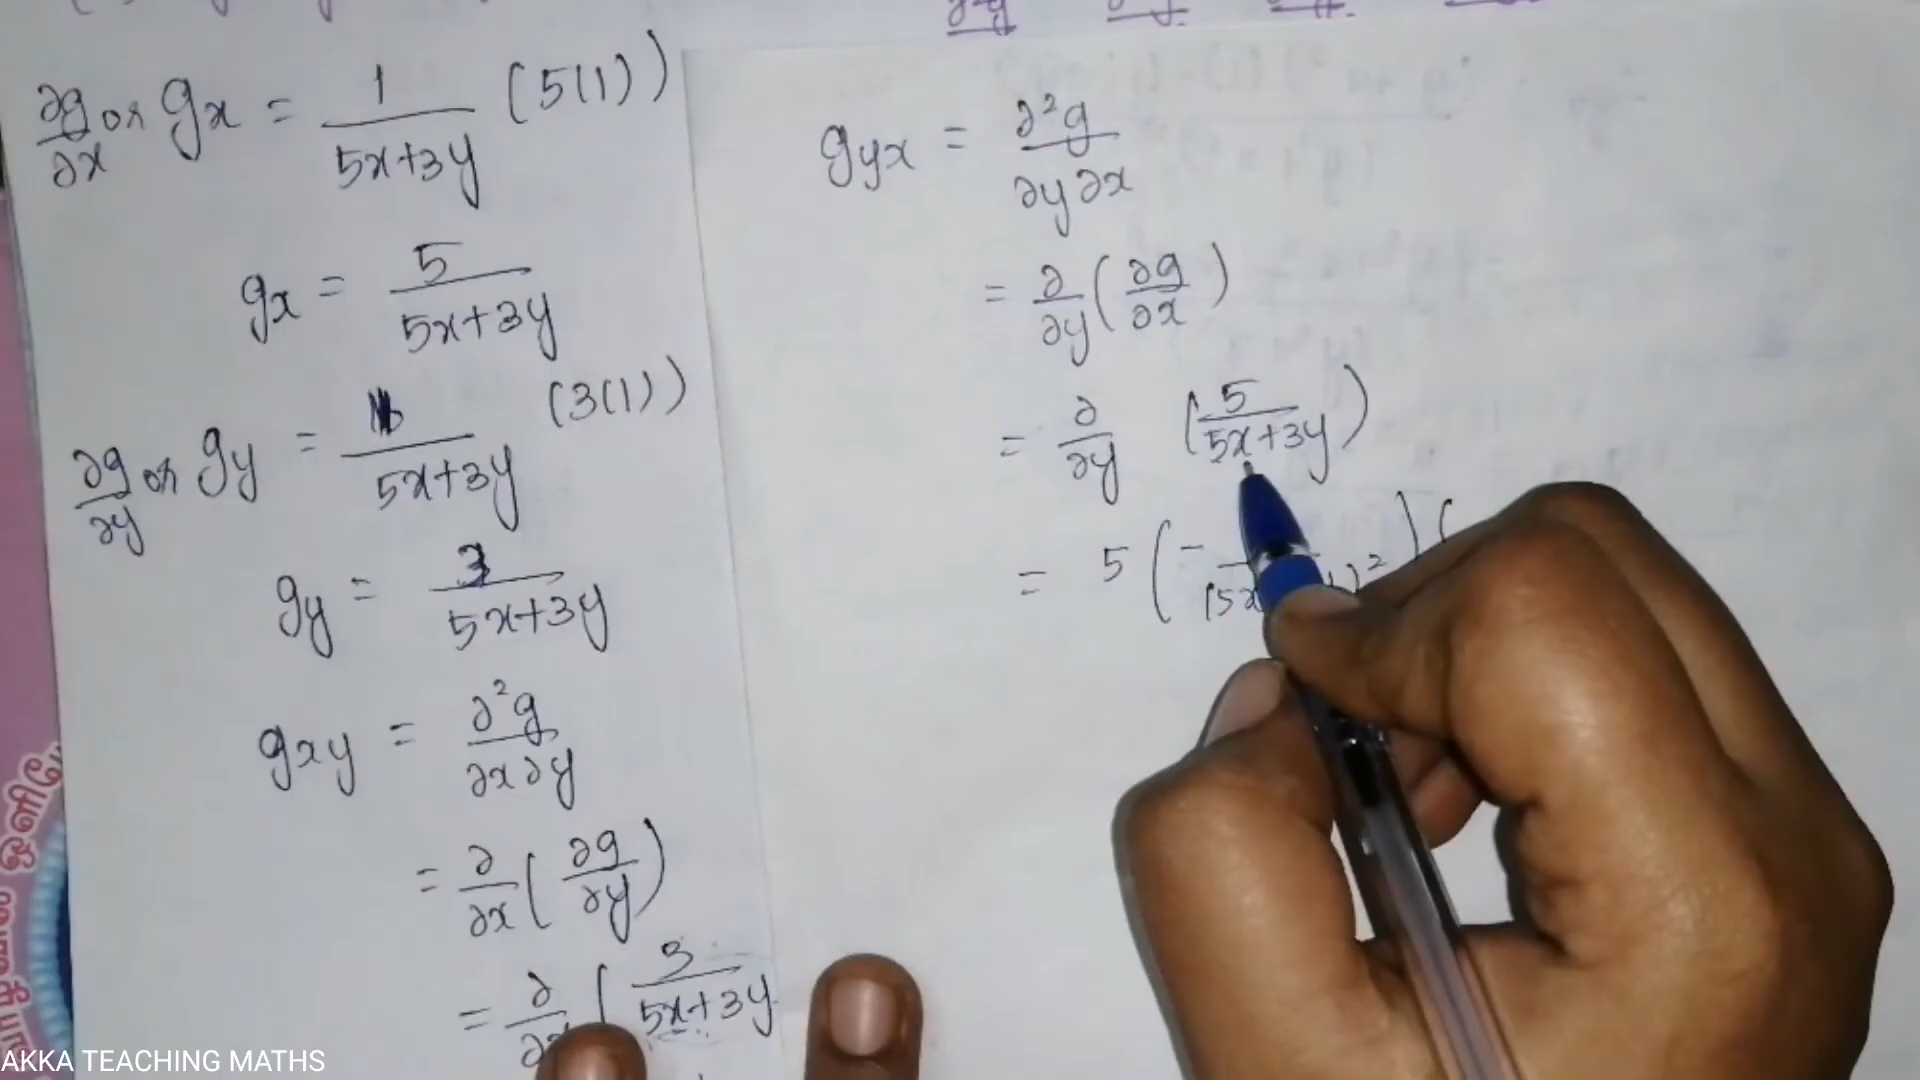 ∂g/∂x or gx = 1/(5x+3y) (5(1))
gx = 5/(5x+3y)
∂g/∂y or gy = 1/(5x+3y) (3(1))
gy = 3/(5x+3y)
gxy = ∂²g/∂x∂y
= ∂/∂x (∂g/∂y)
= ∂/∂x (3/(5x+3y
gyx = ∂²g/∂y∂x
= ∂/∂y (∂g/∂x)
= ∂/∂y (5/(5x+3y))
= 5 (-
AKKA TEACHING MATHS